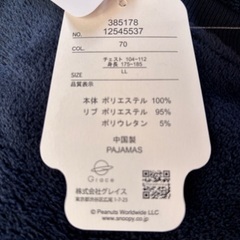 385178
NO. 12545537
COL. 70
チェスト 104-112
身長 175-185
SIZE LL
品質表示
本体 ポリエステル 100%
リブ ポリエステル 95%
ポリウレタン 5%
中国製
PAJAMAS
Grace
株式会社グレイス
© Peanuts Worldwide LLC
www.snoopy.co.jp